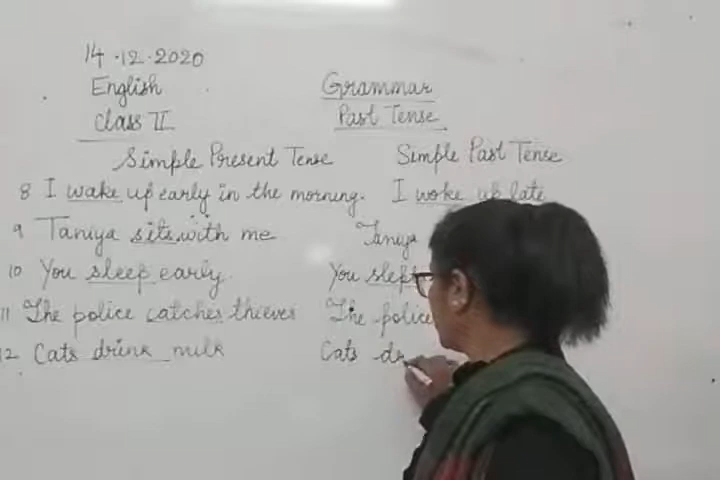 14.12.2020
English Grammar
Class II Past Tense
Simple Present Tense Simple Past Tense
8 I wake up early in the morning. I woke up late
9 Taniya sits with me Taniya
10 You sleep early You slept
11 The police catches thieves The police
12 Cats drink milk Cats dr